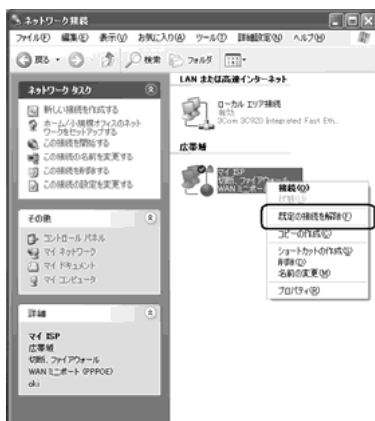 ネットワーク接続
ファイル(F) 編集(E) 表示(V) お気に入り(A) ツール(T) 詳細設定(N) ヘルプ(H)
戻る 検索 フォルダ
ネットワーク タスク
新しい接続を作成する
ホーム/小規模オフィスのネット
ワークをセットアップする
この接続を開始する
この接続の名前を変更する
この接続を削除する
この接続の設定を変更する
その他
コントロール パネル
マイ ネットワーク
マイ ドキュメント
マイ コンピュータ
詳細
マイ ISP
広帯域
切断、ファイアウォール
WAN ミニポート (PPPOE)
oki
LAN または高速インターネット
ローカル エリア接続
有効
3Com 3C920 Integrated Fast Eth...
広帯域
マイ ISP
切断、ファイアウォール
WAN ミニポー
接続(O)
状態(U)
既定の接続を解除(F)
コピーの作成(C)
ショートカットの作成(S)
削除(D)
名前の変更(M)
プロパティ(R)